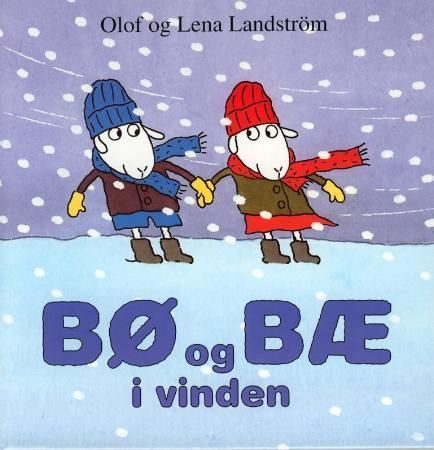 Olof og Lena Landström
BØ og BÆ
i vinden